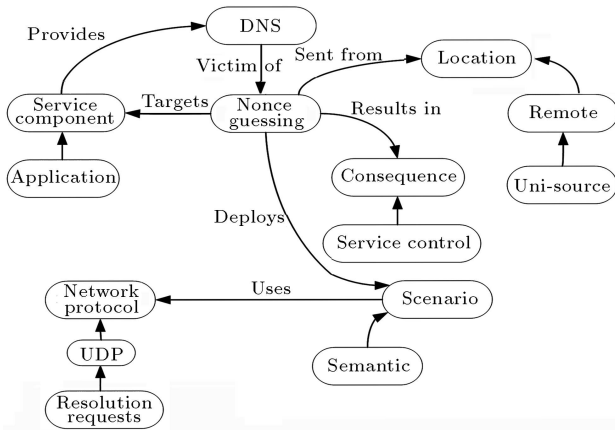 Provides
DNS
Victim of
Sent from
Location
Service
component
Targets
Nonce
guessing
Results in
Remote
Application
Consequence
Uni-source
Deploys
Service control
Network
protocol
Uses
Scenario
UDP
Semantic
Resolution
requests